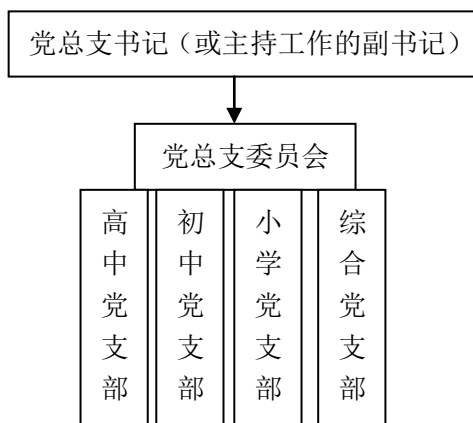 党总支书记（或主持工作的副书记）
党总支委员会
高中党支部
初中党支部
小学党支部
综合党支部